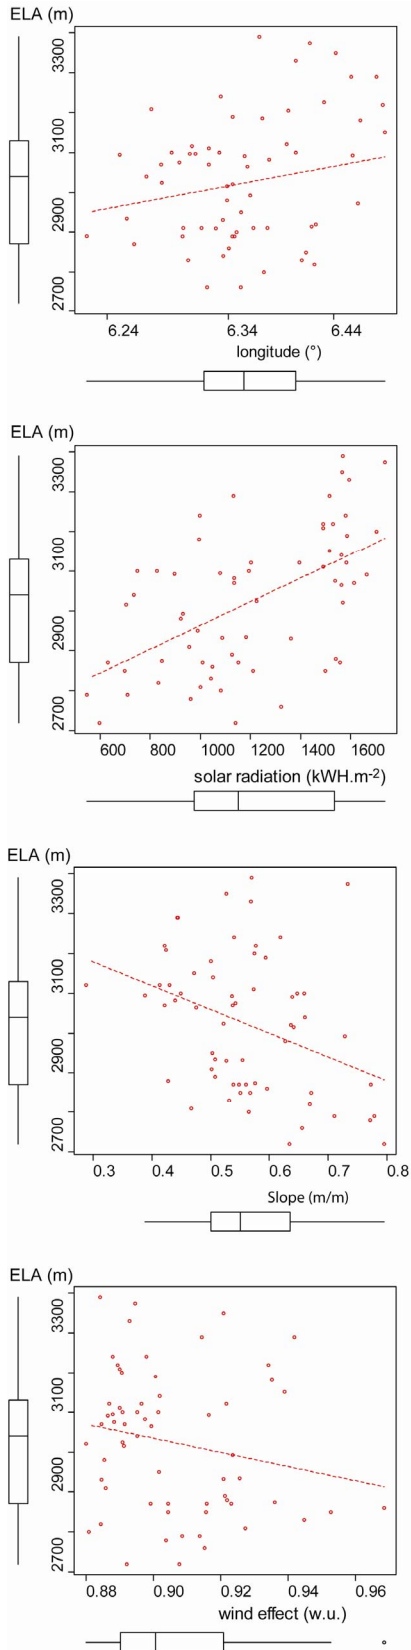 ELA (m)
3300
3100
2900
2700
6.24 6.34 6.44
longitude (°)
ELA (m)
3300
3100
2900
2700
600 800 1000 1200 1400 1600
solar radiation (kWH.m-2)
ELA (m)
3300
3100
2900
2700
0.3 0.4 0.5 0.6 0.7 0.8
Slope (m/m)
ELA (m)
3300
3100
2900
2700
0.88 0.90 0.92 0.94 0.96
wind effect (w.u.)